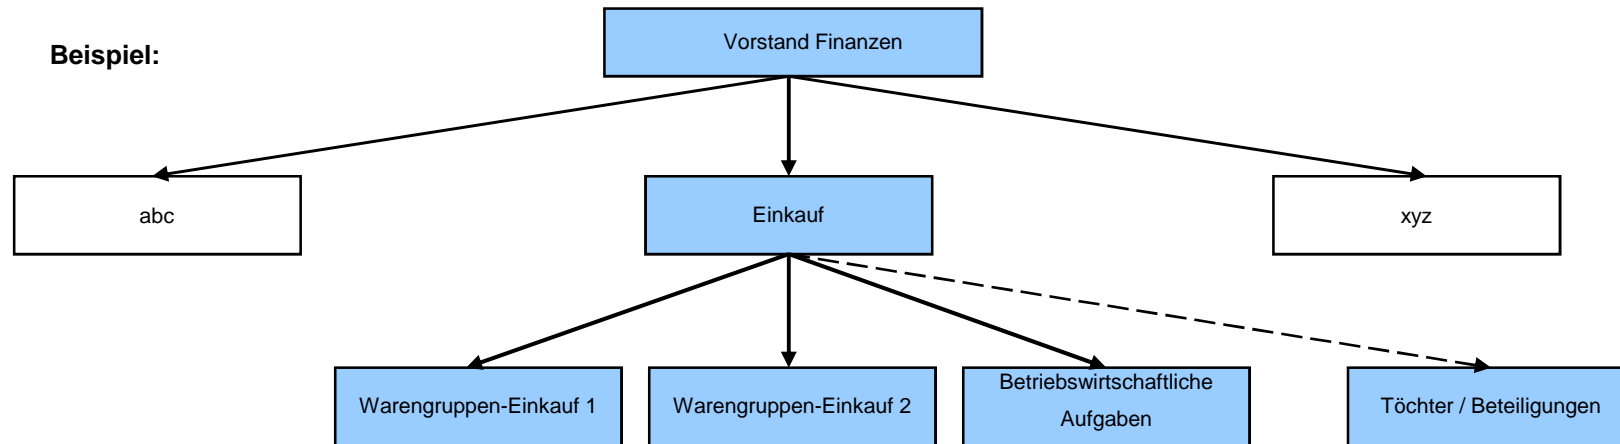 Vorstand Finanzen
Beispiel:
abc
Einkauf
xyz
Warengruppen-Einkauf 1
Warengruppen-Einkauf 2
Betriebswirtschaftliche
Aufgaben
Töchter / Beteiligungen